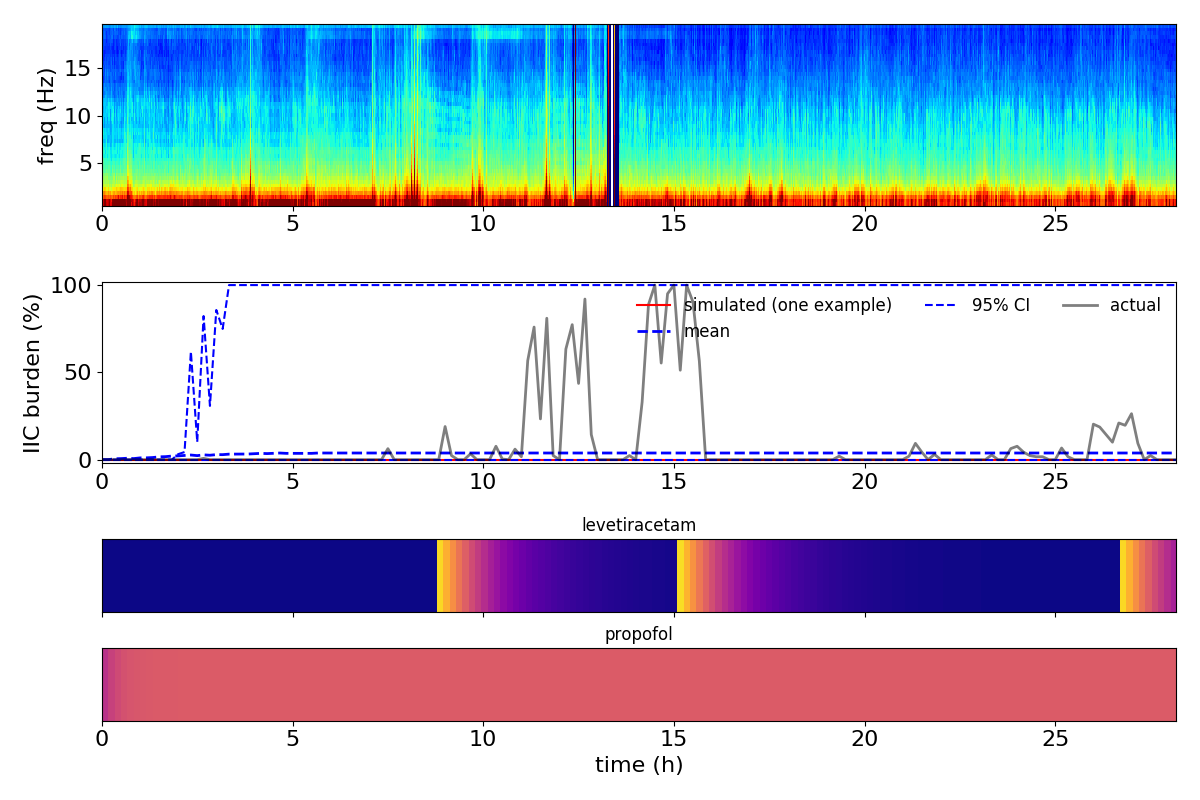 freq (Hz)
15
10
5
0 5 10 15 20 25
IIC burden (%)
100
50
0
simulated (one example) 95% CI actual
mean
0 5 10 15 20 25
levetiracetam
propofol
0 5 10 15 20 25
time (h)